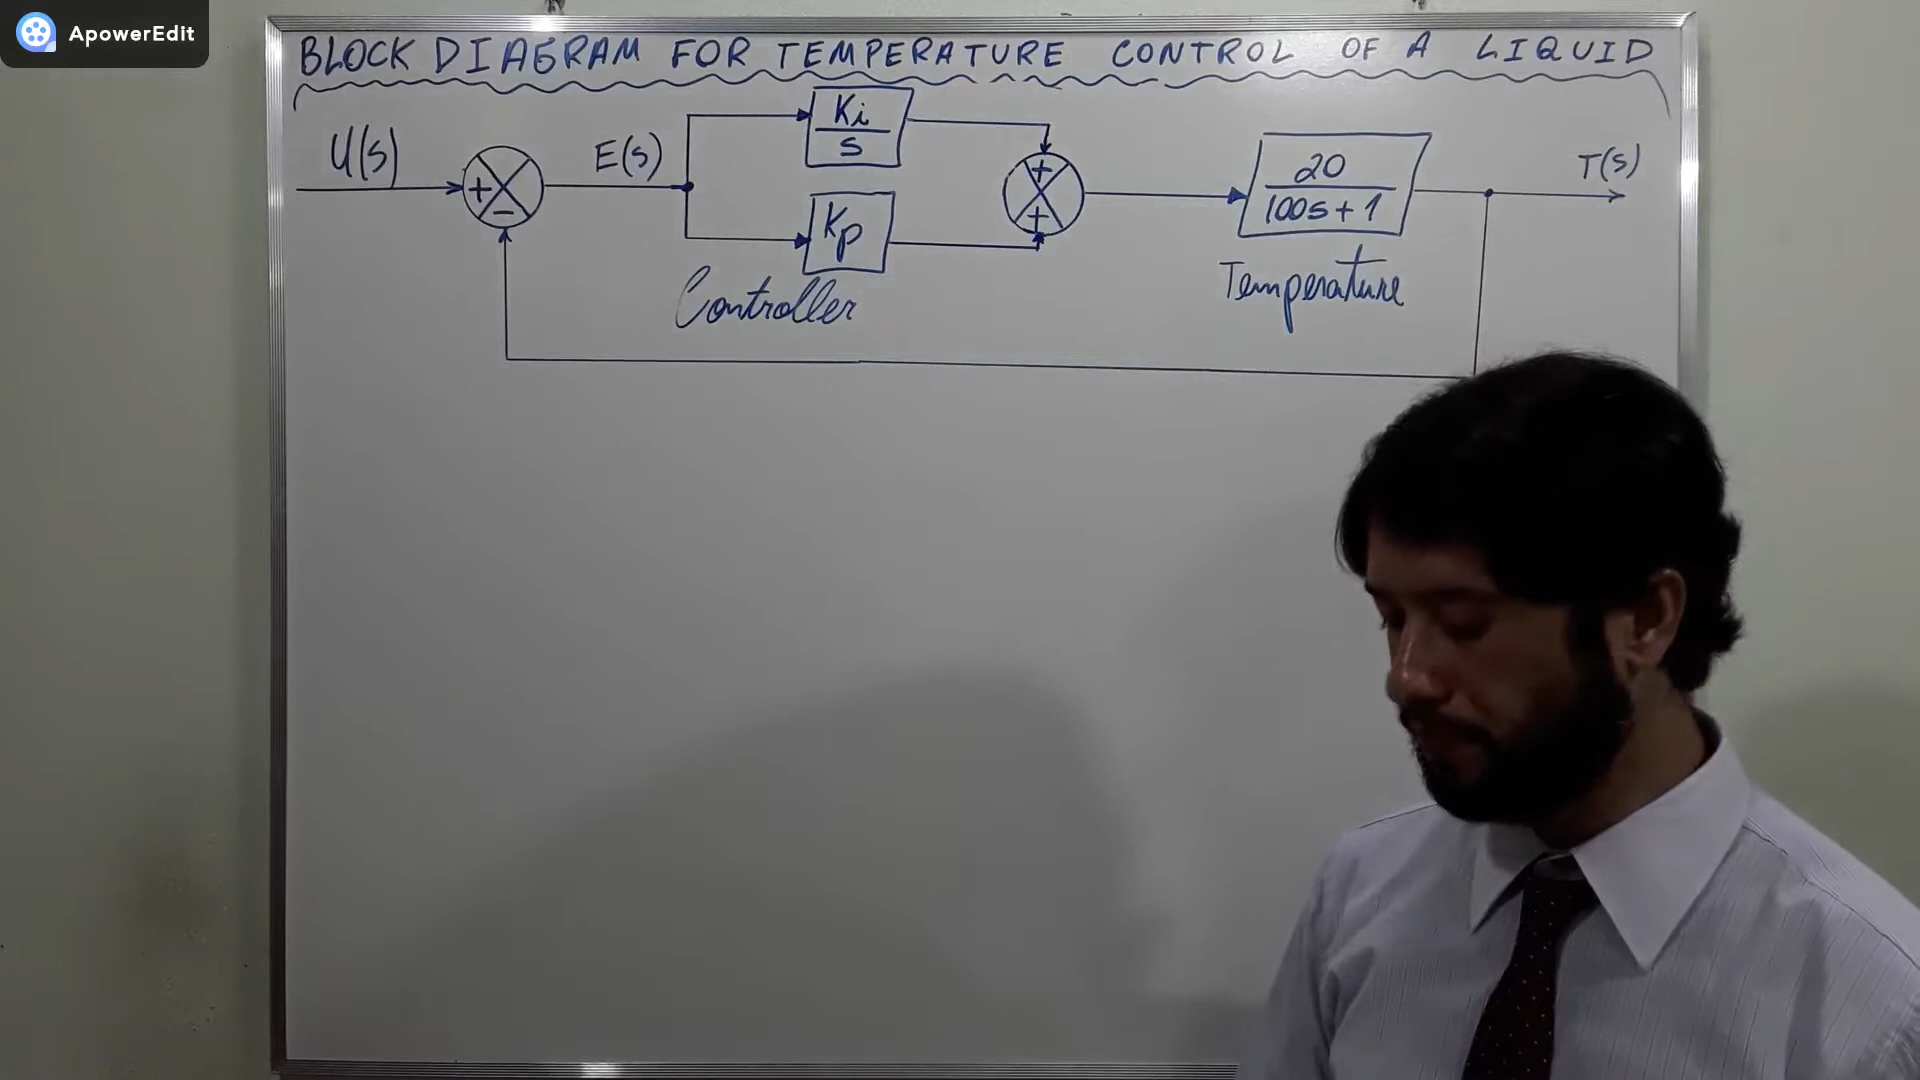 ApowerEdit
BLOCK DIAGRAM FOR TEMPERATURE CONTROL OF A LIQUID
U(s)
+
-
E(s)
Ki
s
Kp
Controller
+
+
20
100s+1
Temperature
T(s)